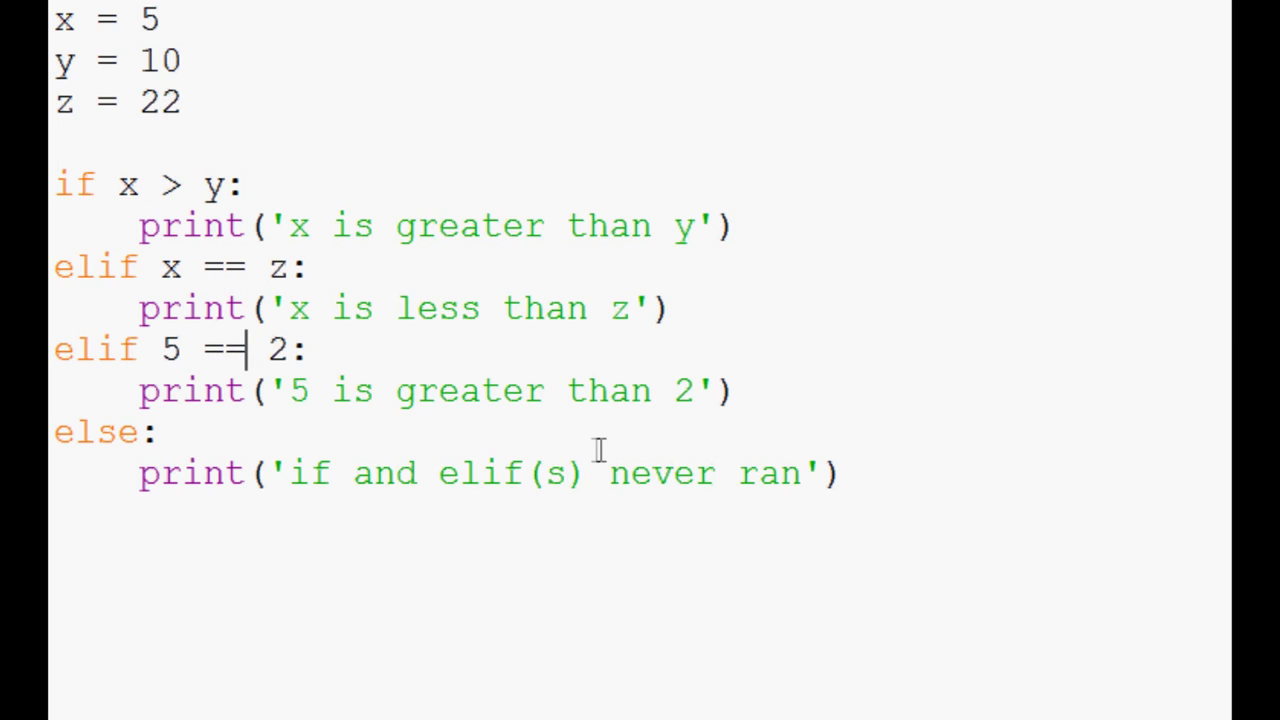 x = 5
y = 10
z = 22
if x > y:
    print('x is greater than y')
elif x == z:
    print('x is less than z')
elif 5 == 2:
    print('5 is greater than 2')
else:
    print('if and elif(s) never ran')